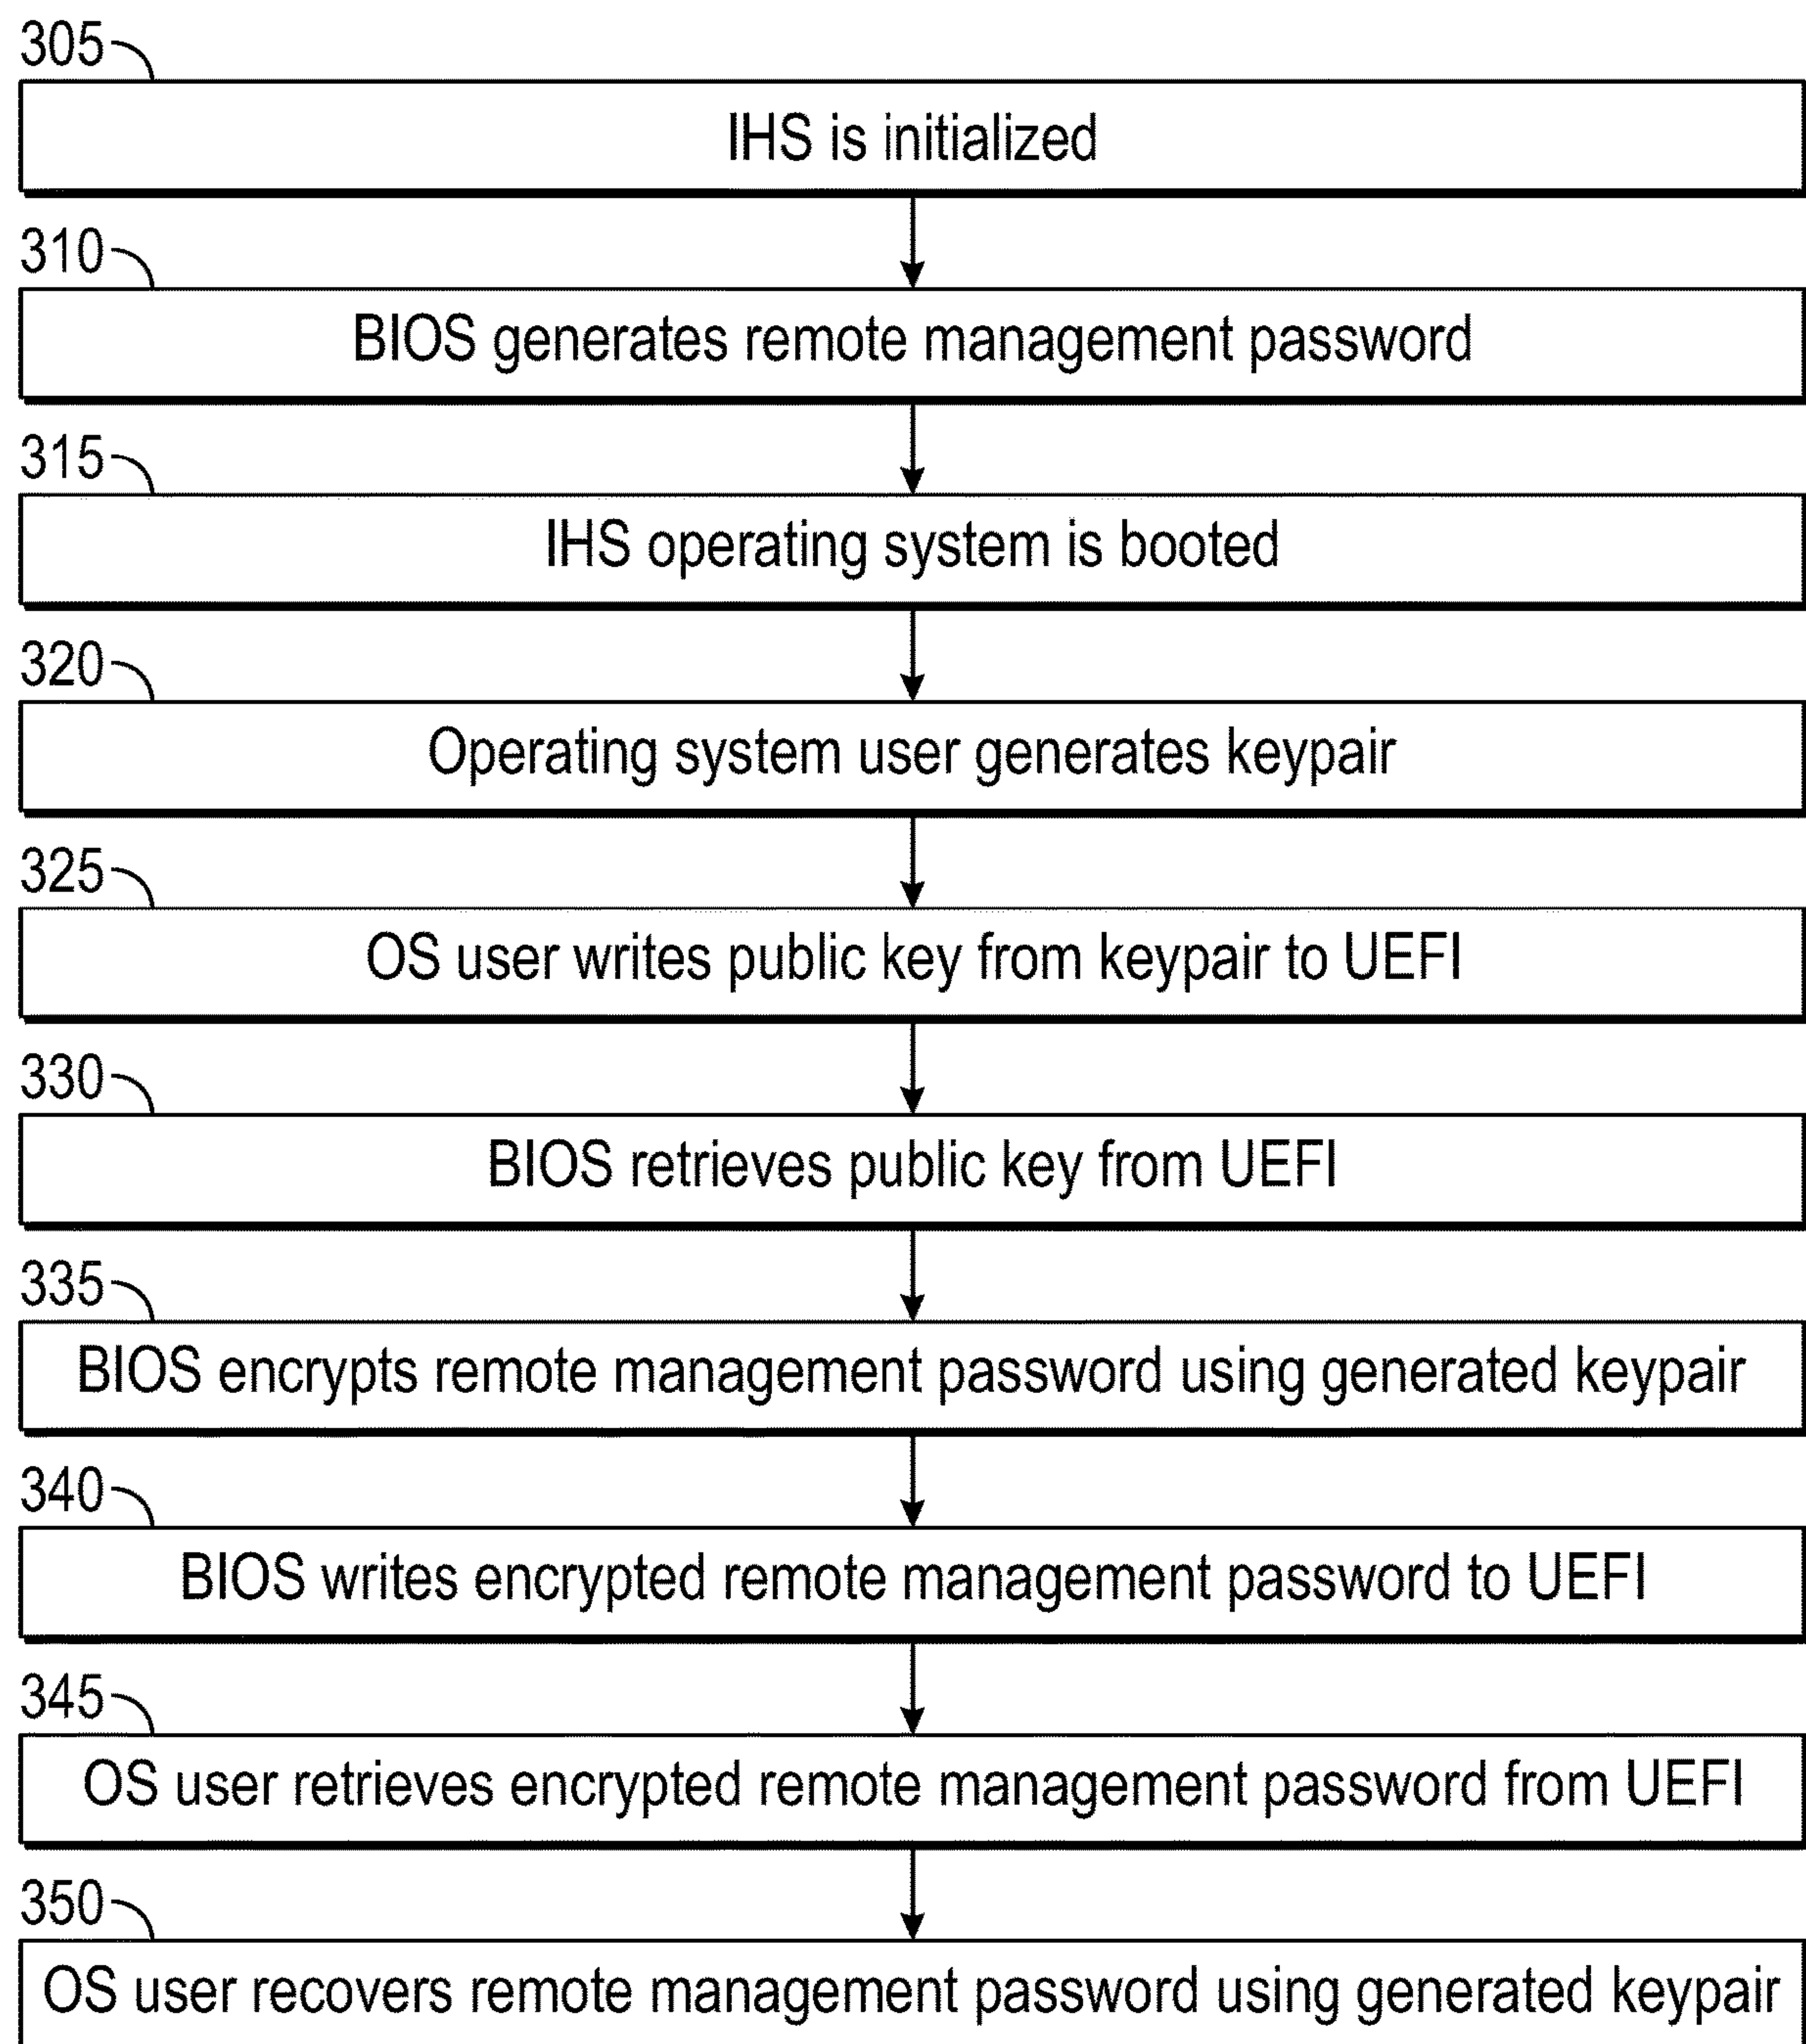 305
IHS is initialized
310
BIOS generates remote management password
315
IHS operating system is booted
320
Operating system user generates keypair
325
OS user writes public key from keypair to UEFI
330
BIOS retrieves public key from UEFI
335
BIOS encrypts remote management password using generated keypair
340
BIOS writes encrypted remote management password to UEFI
345
OS user retrieves encrypted remote management password from UEFI
350
OS user recovers remote management password using generated keypair